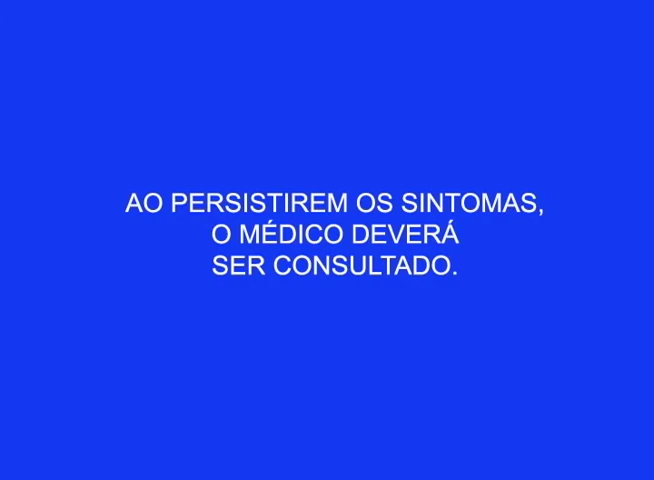 AO PERSISTIREM OS SINTOMAS,
O MÉDICO DEVERÁ
SER CONSULTADO.